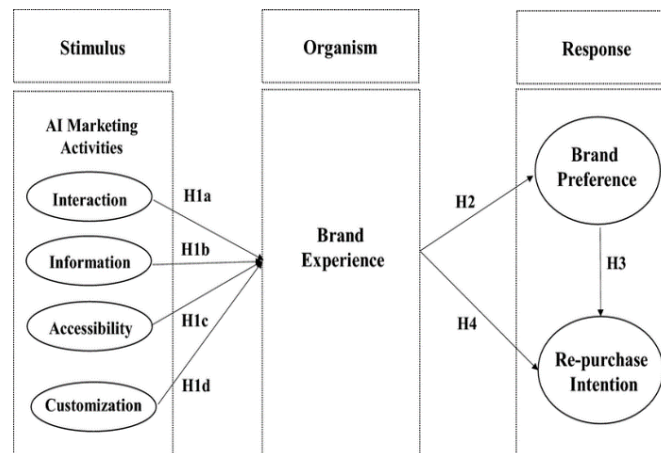 Stimulus
Organism
Response
AI Marketing
Activities
Interaction
Information
Accessibility
Customization
H1a
H1b
H1c
H1d
Brand
Experience
H2
H4
Brand
Preference
H3
Re-purchase
Intention